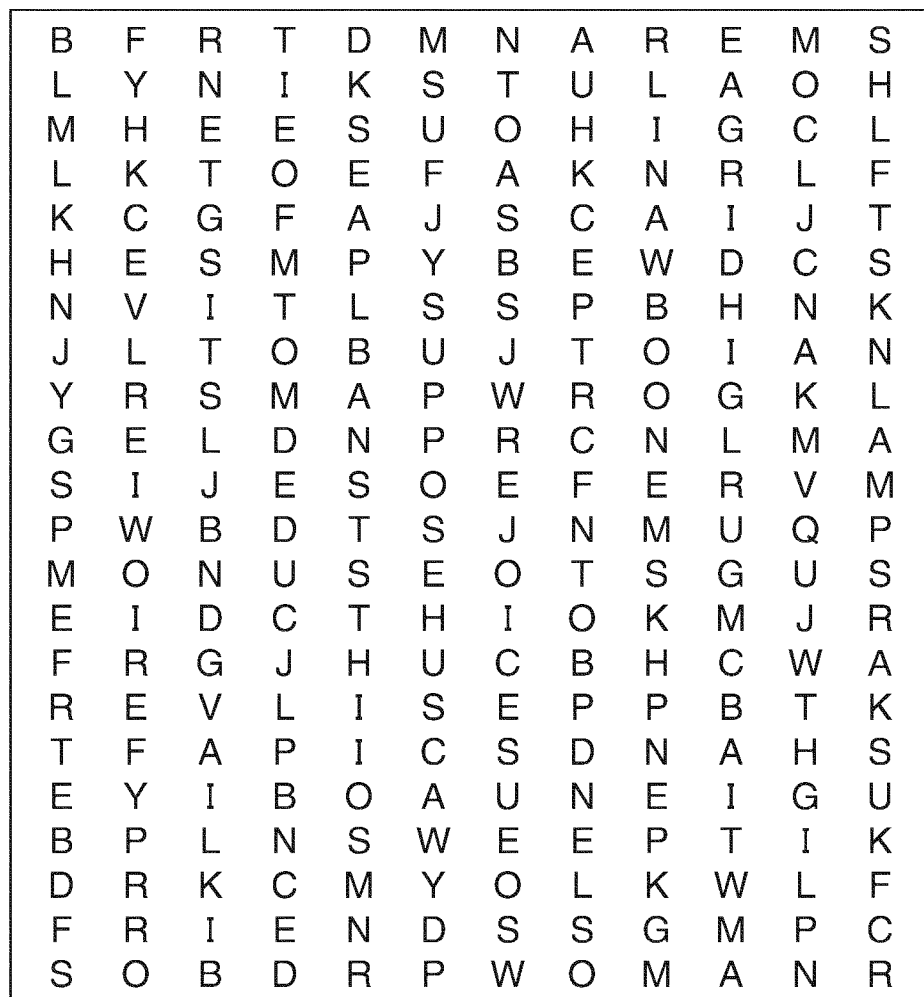 B F R T D M N A R E M S
L Y N I K S T U L A O H
M H E E S U O H I G C L
L K T O E F A K N R L F
K C G F A J S C A I J T
H E S M P Y B E W D C S
N V I T L S S P B H N K
J L T O B U J T O I A N
Y R S M A P W R O G K L
G E L D N P R C N L M A
S I J E S O E F E R V M
P W B D T S J N M U Q P
M O N U S E O T S G U S
E I D C T H I O K M J R
F R G J H U C B H C W A
R E V L I S E P P B T K
T F A P I C S D N A H S
E Y I B O A U N E I G U
B P L N S W E E P T I K
D R K C M Y O L K W L F
F R I E N D S S G M P C
S O B D R P W O M A N R